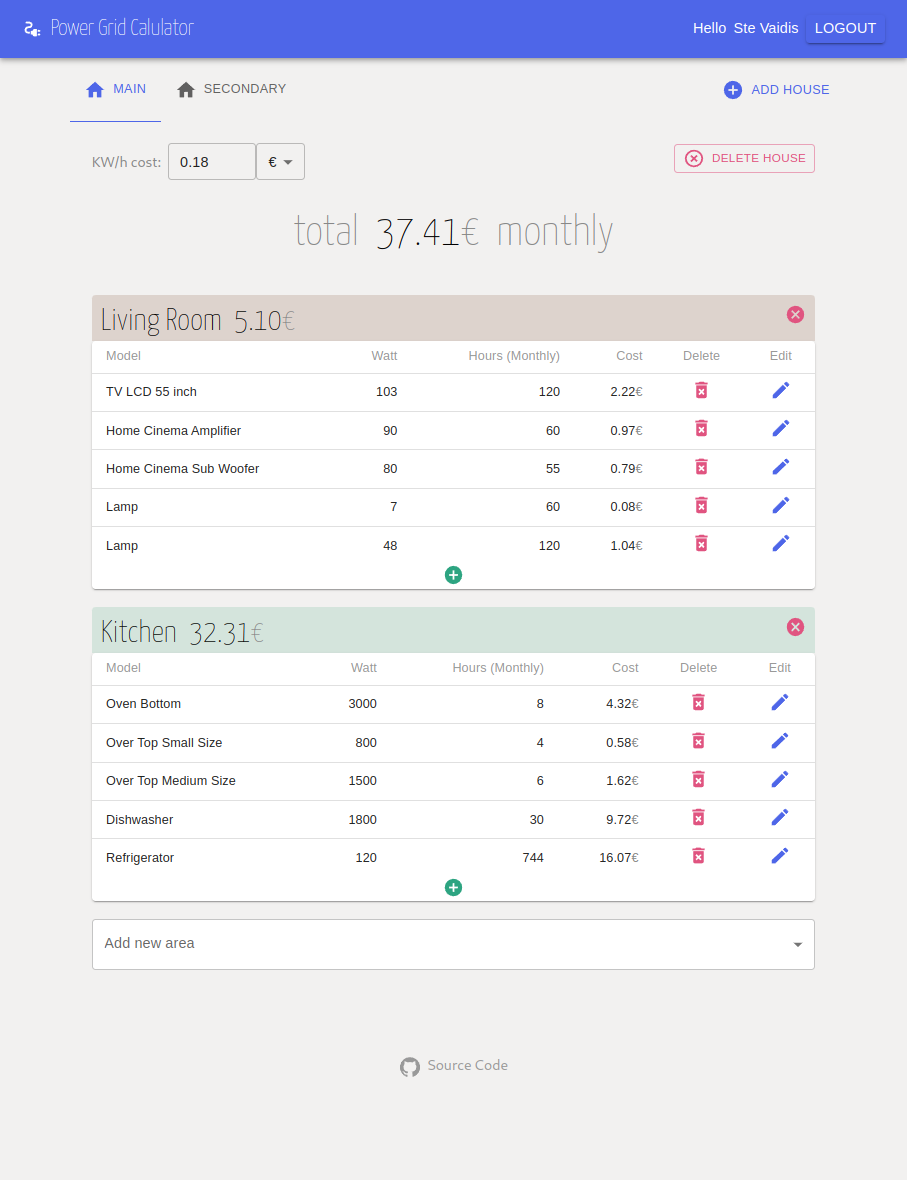 Power Grid Calulator Hello Ste Vaidis LOGOUT
MAIN SECONDARY ADD HOUSE
KW/h cost: 0.18 € DELETE HOUSE
total 37.41€ monthly
Living Room 5.10€
Model Watt Hours (Monthly) Cost Delete Edit
TV LCD 55 inch 103 120 2.22€
Home Cinema Amplifier 90 60 0.97€
Home Cinema Sub Woofer 80 55 0.79€
Lamp 7 60 0.08€
Lamp 48 120 1.04€
Kitchen 32.31€
Model Watt Hours (Monthly) Cost Delete Edit
Oven Bottom 3000 8 4.32€
Over Top Small Size 800 4 0.58€
Over Top Medium Size 1500 6 1.62€
Dishwasher 1800 30 9.72€
Refrigerator 120 744 16.07€
Add new area
Source Code